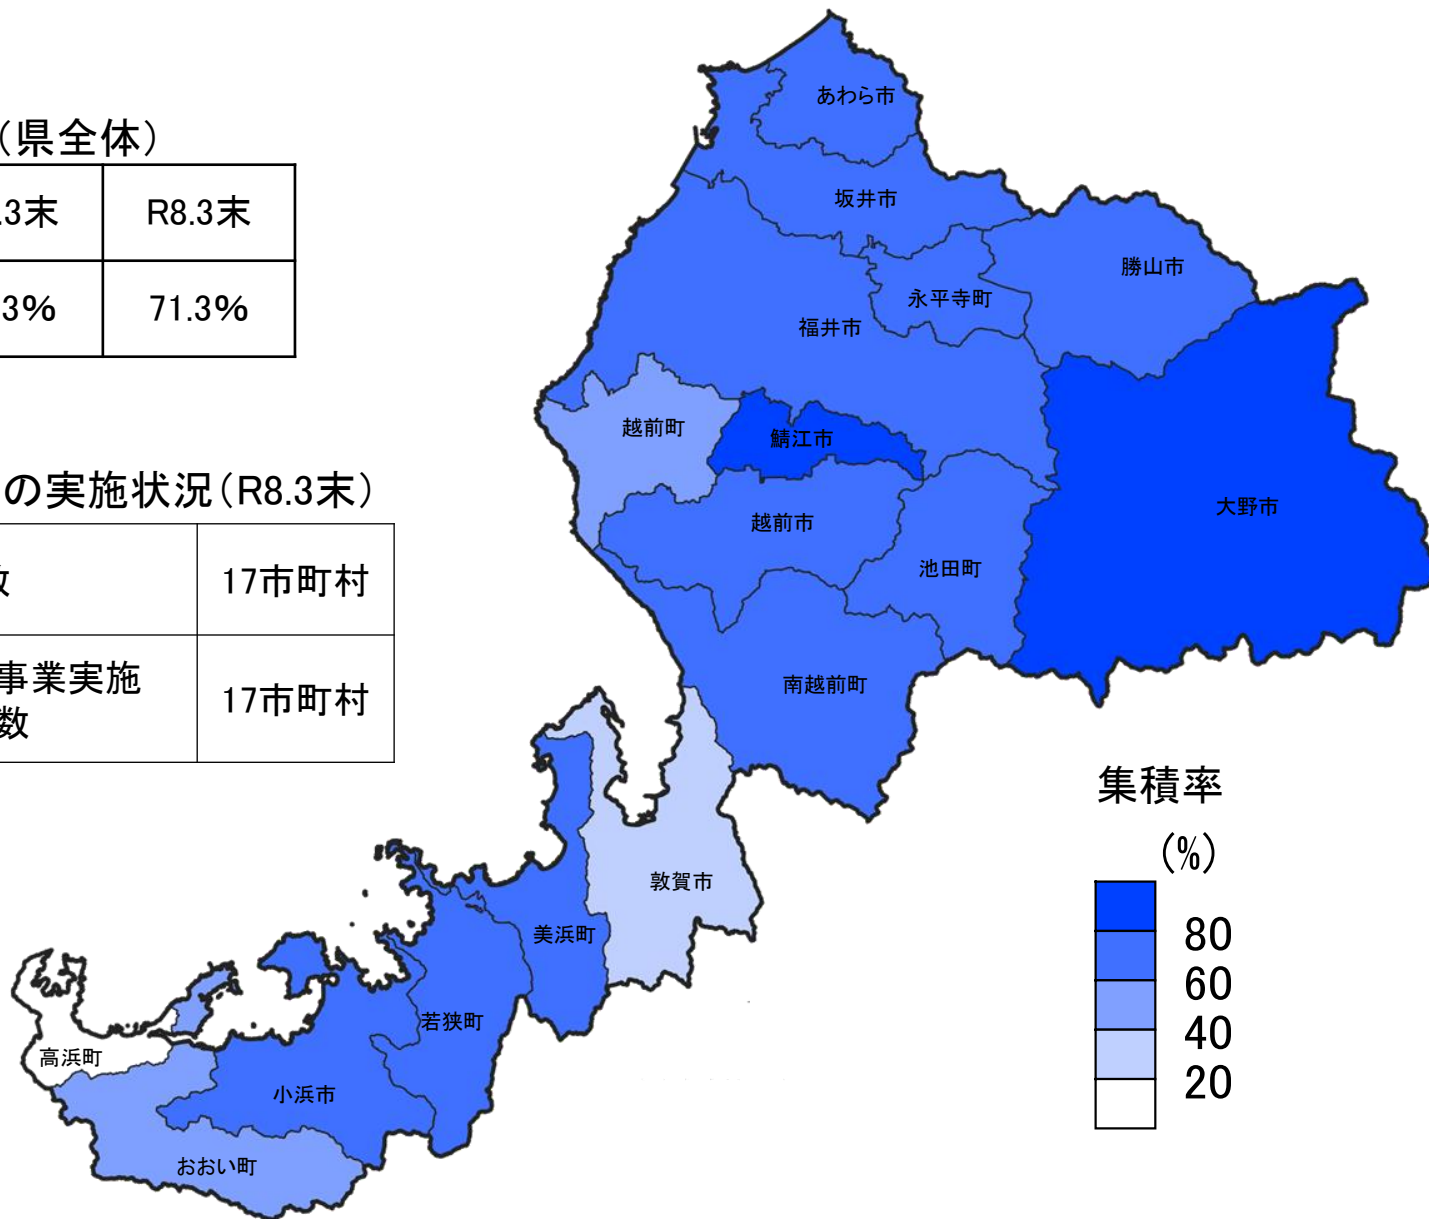 （県全体）
.3末 R8.3末
3% 71.3%
の実施状況（R8.3末）
数 17市町村
事業実施
数 17市町村
あわら市
坂井市
勝山市
永平寺町
福井市
越前町
鯖江市
大野市
越前市
池田町
南越前町
敦賀市
美浜町
若狭町
高浜町
小浜市
おおい町
集積率
(%)
80
60
40
20